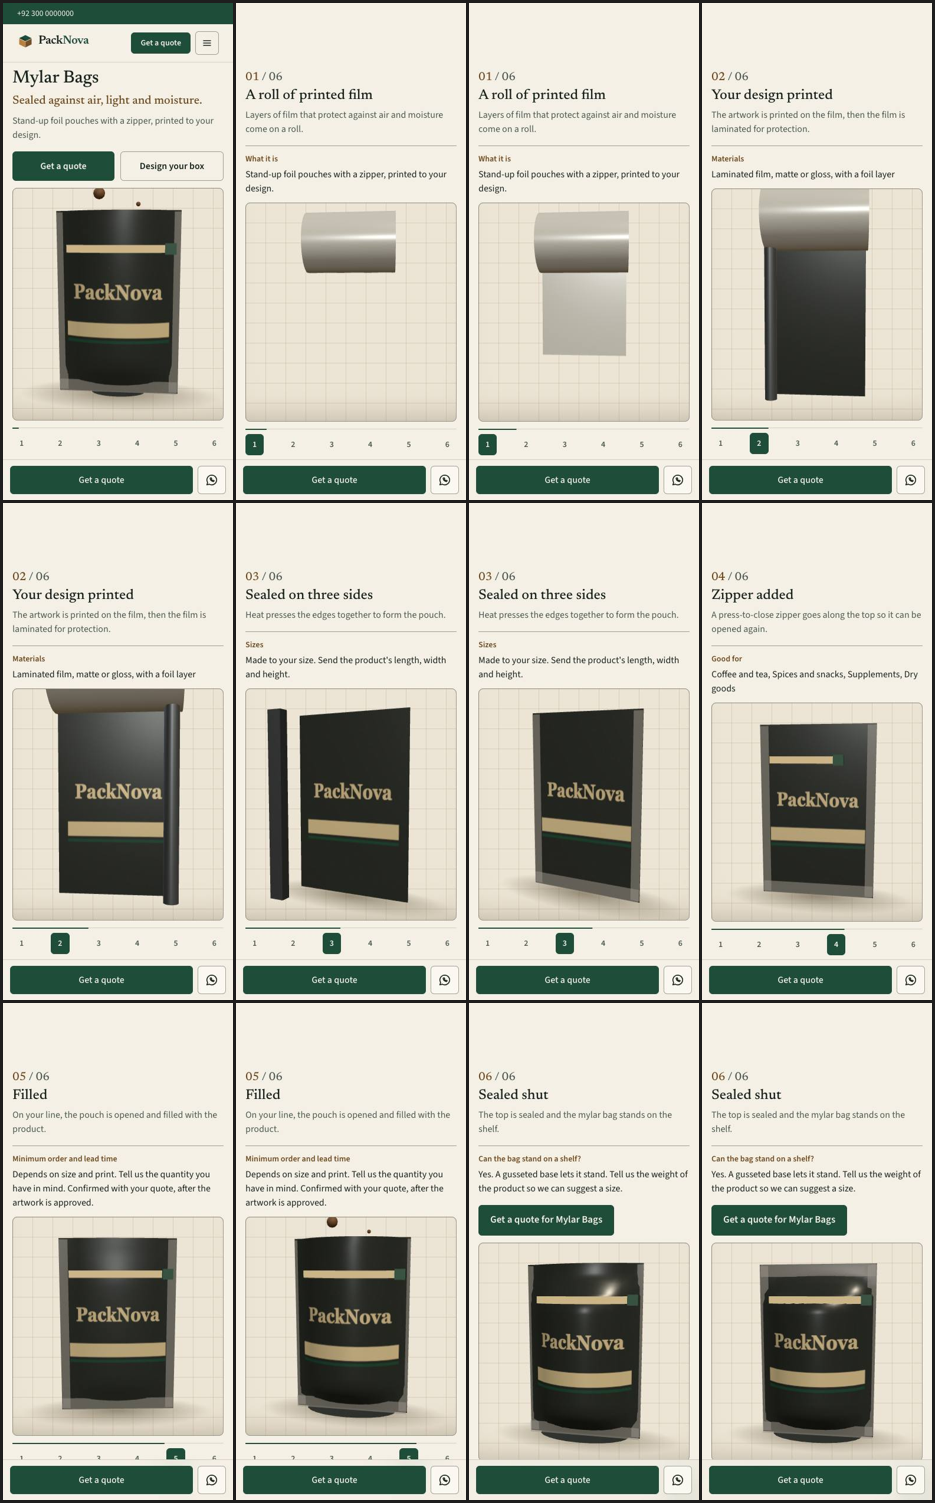 +92 300 0000000
PackNova
Get a quote
Mylar Bags
Sealed against air, light and moisture.
Stand-up foil pouches with a zipper, printed to your
design.
Get a quote
Design your box
PackNova
1 2 3 4 5 6
Get a quote
01 / 06
A roll of printed film
Layers of film that protect against air and moisture
come on a roll.
What it is
Stand-up foil pouches with a zipper, printed to your
design.
1 2 3 4 5 6
Get a quote
01 / 06
A roll of printed film
Layers of film that protect against air and moisture
come on a roll.
What it is
Stand-up foil pouches with a zipper, printed to your
design.
1 2 3 4 5 6
Get a quote
02 / 06
Your design printed
The artwork is printed on the film, then the film is
laminated for protection.
Materials
Laminated film, matte or gloss, with a foil layer
1 2 3 4 5 6
Get a quote
02 / 06
Your design printed
The artwork is printed on the film, then the film is
laminated for protection.
Materials
Laminated film, matte or gloss, with a foil layer
PackNova
1 2 3 4 5 6
Get a quote
03 / 06
Sealed on three sides
Heat presses the edges together to form the pouch.
Sizes
Made to your size. Send the product's length, width
and height.
PackNova
1 2 3 4 5 6
Get a quote
03 / 06
Sealed on three sides
Heat presses the edges together to form the pouch.
Sizes
Made to your size. Send the product's length, width
and height.
PackNova
1 2 3 4 5 6
Get a quote
04 / 06
Zipper added
A press-to-close zipper goes along the top so it can be
opened again.
Good for
Coffee and tea, Spices and snacks, Supplements, Dry
goods
PackNova
1 2 3 4 5 6
Get a quote
05 / 06
Filled
On your line, the pouch is opened and filled with the
product.
Minimum order and lead time
Depends on size and print. Tell us the quantity you
have in mind. Confirmed with your quote, after the
artwork is approved.
PackNova
1 2 3 4 5 6
Get a quote
05 / 06
Filled
On your line, the pouch is opened and filled with the
product.
Minimum order and lead time
Depends on size and print. Tell us the quantity you
have in mind. Confirmed with your quote, after the
artwork is approved.
PackNova
1 2 3 4 5 6
Get a quote
06 / 06
Sealed shut
The top is sealed and the mylar bag stands on the
shelf.
Can the bag stand on a shelf?
Yes. A gusseted base lets it stand. Tell us the weight of
the product so we can suggest a size.
Get a quote for Mylar Bags
PackNova
Get a quote
06 / 06
Sealed shut
The top is sealed and the mylar bag stands on the
shelf.
Can the bag stand on a shelf?
Yes. A gusseted base lets it stand. Tell us the weight of
the product so we can suggest a size.
Get a quote for Mylar Bags
PackNova
Get a quote